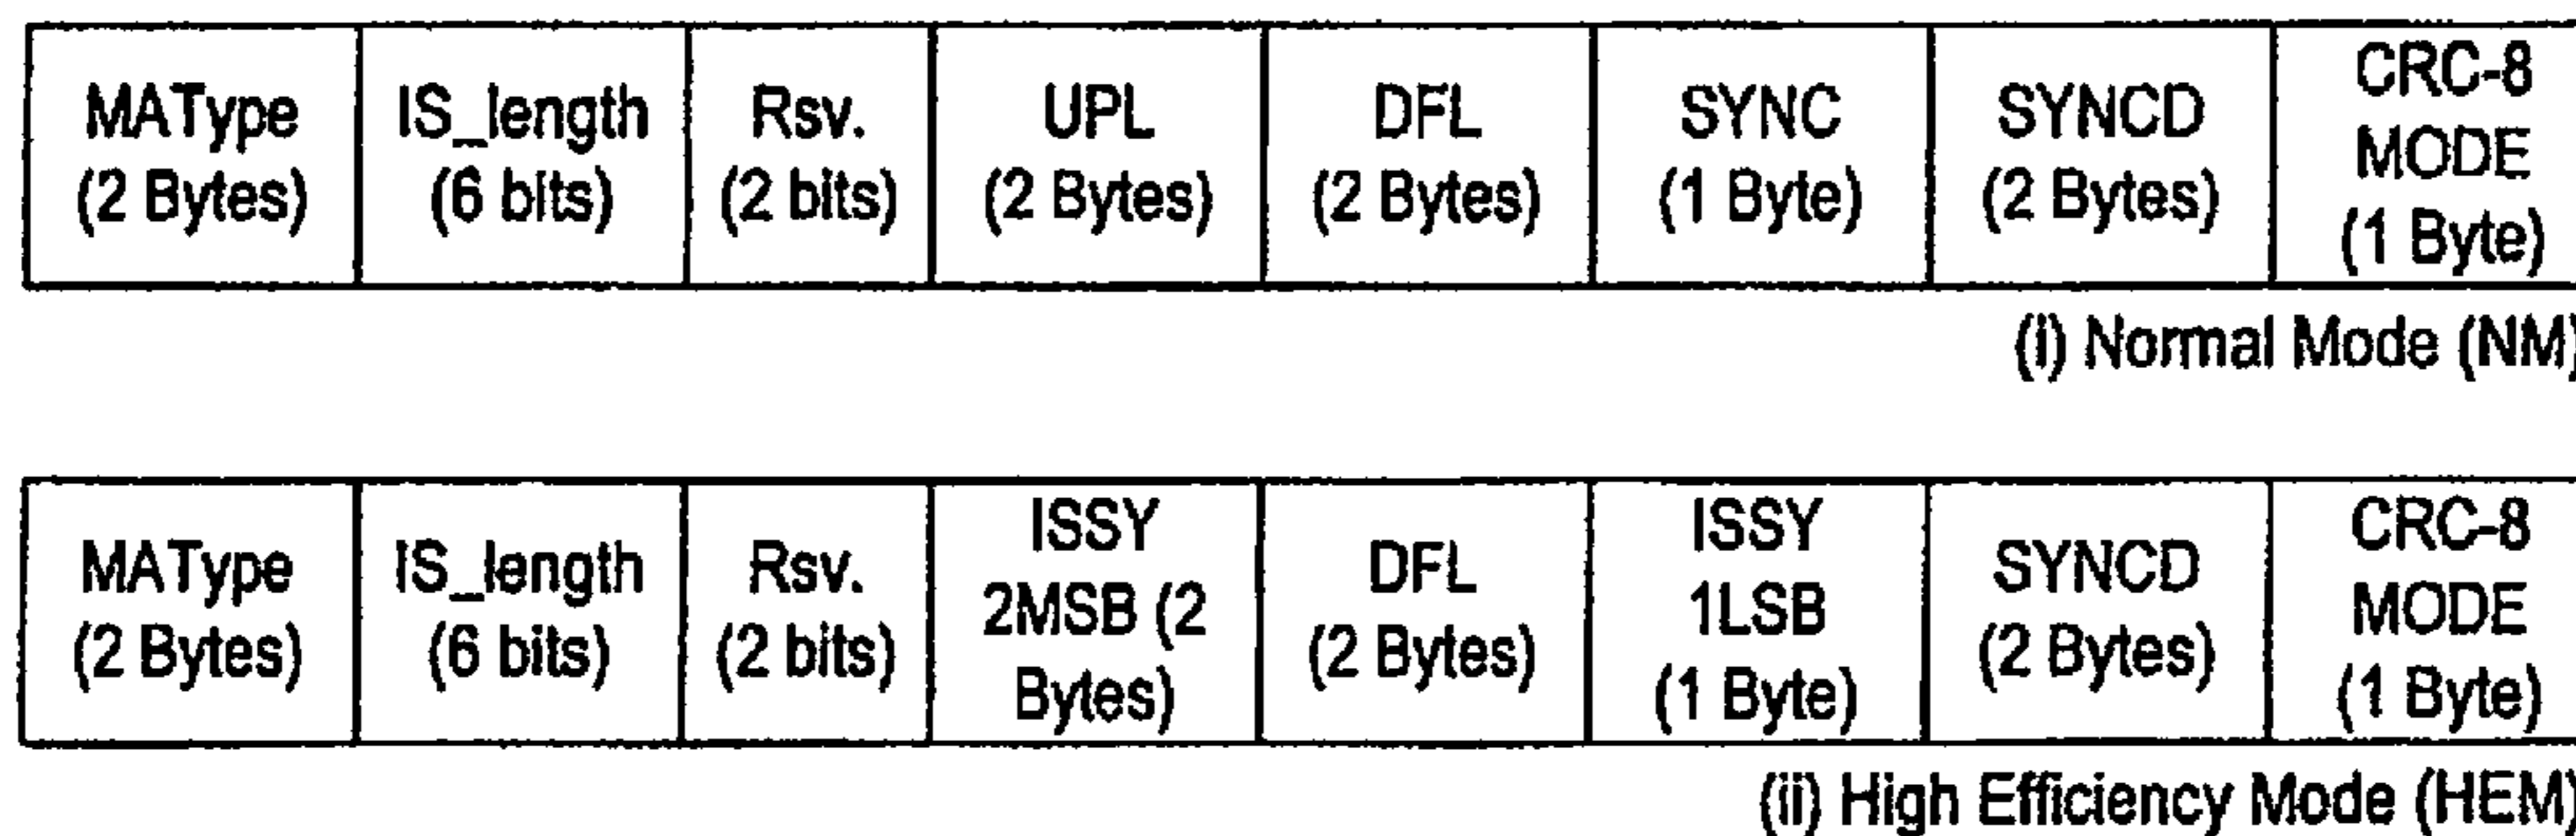 MAType
(2 Bytes)
IS_length
(6 bits)
Rsv.
(2 bits)
UPL
(2 Bytes)
DFL
(2 Bytes)
SYNC
(1 Byte)
SYNCD
(2 Bytes)
CRC-8
MODE
(1 Byte)
(i) Normal Mode (NM)
MAType
(2 Bytes)
IS_length
(6 bits)
Rsv.
(2 bits)
ISSY
2MSB (2
Bytes)
DFL
(2 Bytes)
ISSY
1LSB
(1 Byte)
SYNCD
(2 Bytes)
CRC-8
MODE
(1 Byte)
(ii) High Efficiency Mode (HEM)